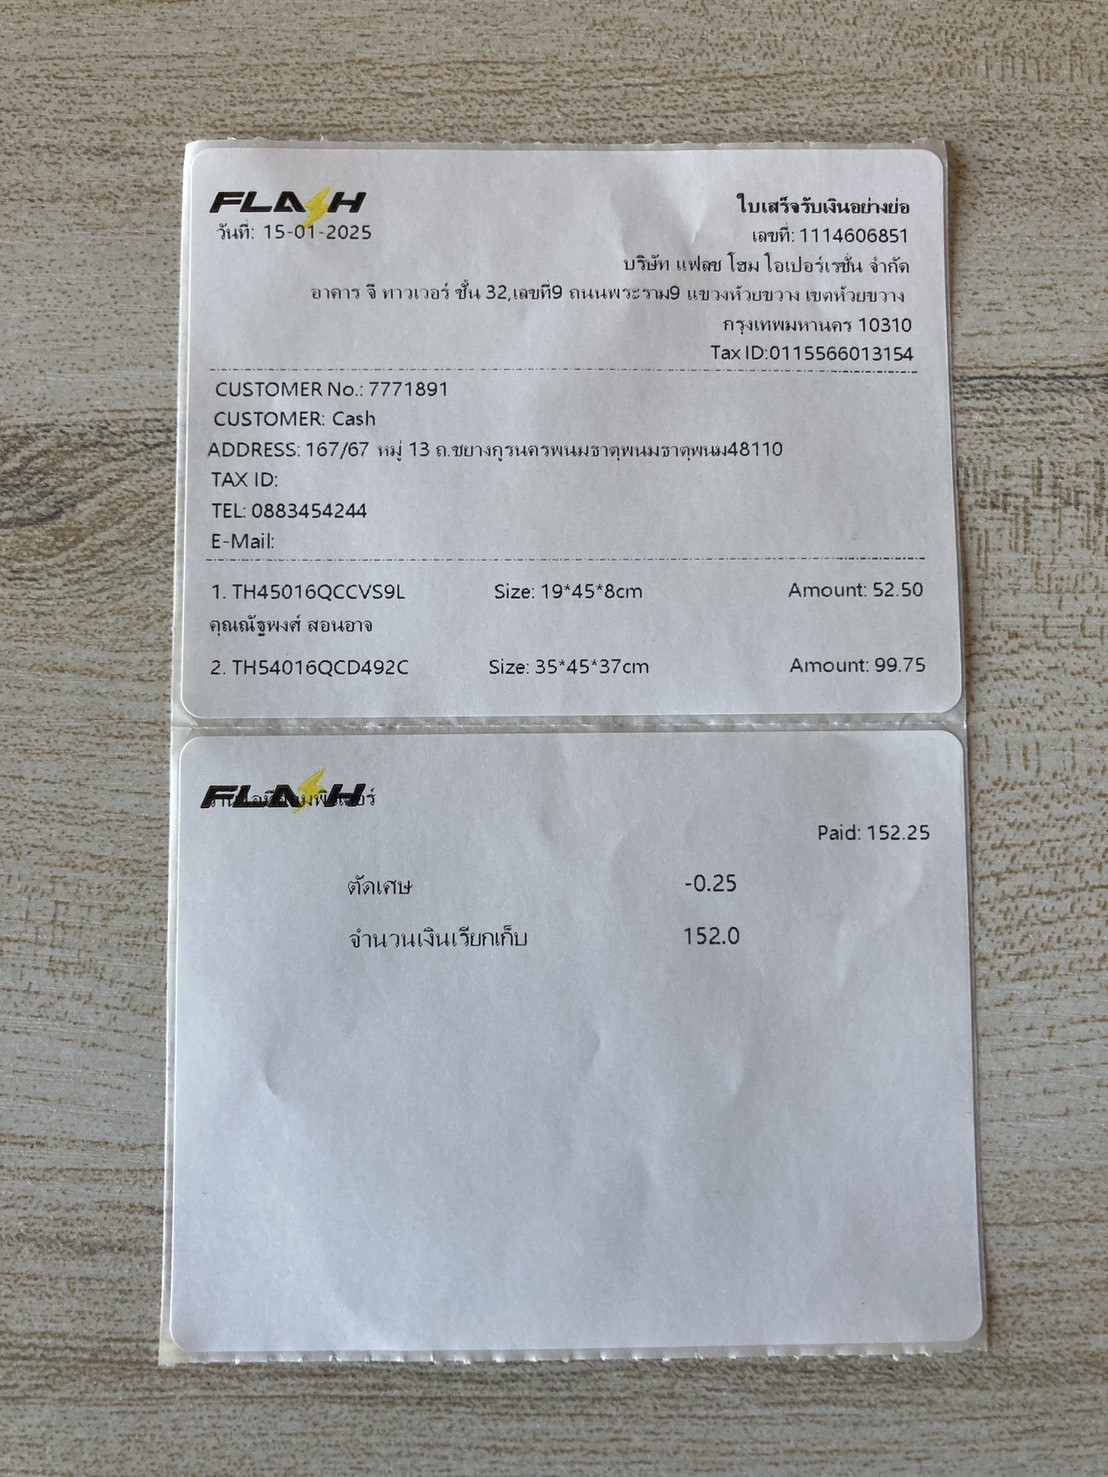 FLASH
วันที่: 15-01-2025
ใบเสร็จรับเงินอย่างย่อ
เลขที่: 1114606851
บริษัท แฟลช โฮม โอเปอร์เรชั่น จำกัด
อาคาร จี ทาวเวอร์ ชั้น 32,เลขที่9 ถนนพระราม9 แขวงห้วยขวาง เขตห้วยขวาง
กรุงเทพมหานคร 10310
Tax ID:0115566013154
CUSTOMER No.: 7771891
CUSTOMER: Cash
ADDRESS: 167/67 หมู่ 13 ถ.ชยางกูรนครพนมธาตุพนมธาตุพนม48110
TAX ID:
TEL: 0883454244
E-Mail:
1. TH45016QCCVS9L Size: 19*45*8cm Amount: 52.50
คุณณัฐพงศ์ สอนอาจ
2. TH54016QCD492C Size: 35*45*37cm Amount: 99.75
FLASH
Paid: 152.25
ตัดเศษ -0.25
จำนวนเงินเรียกเก็บ 152.0